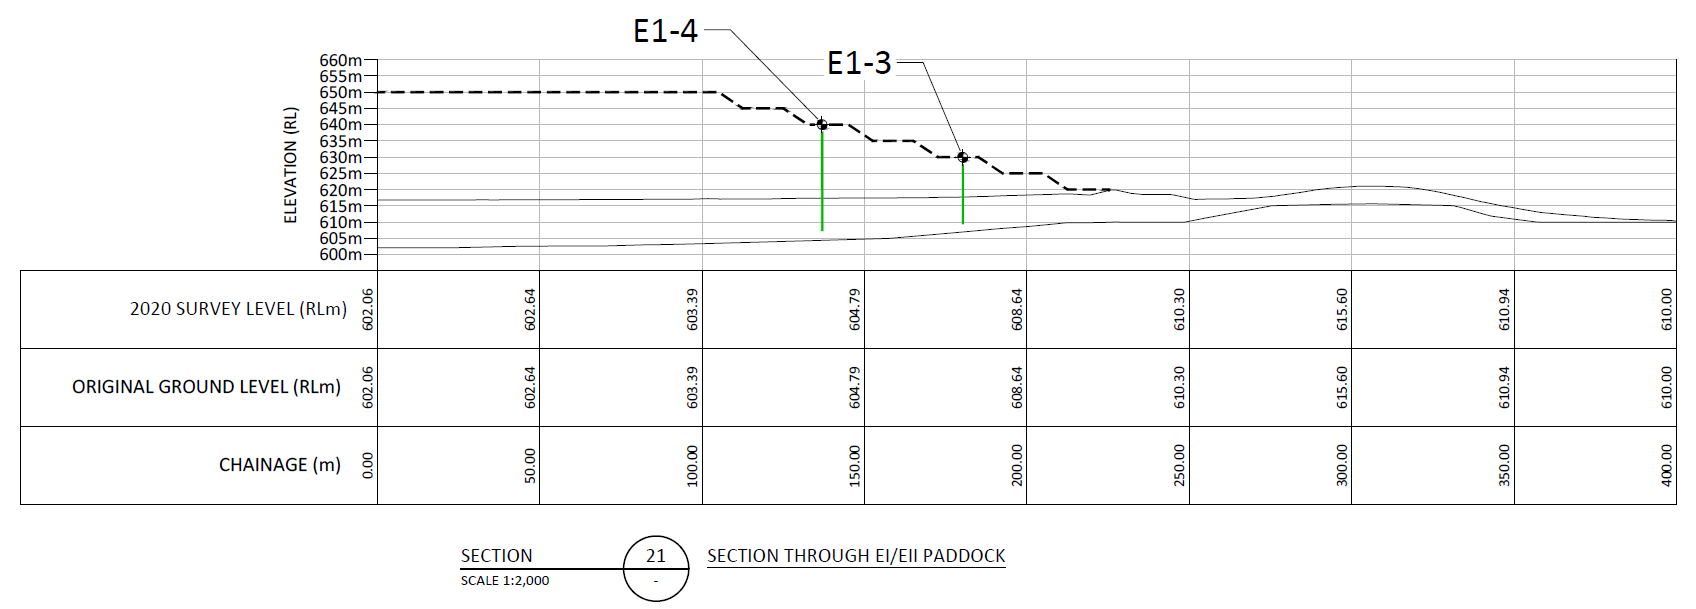 E1-4
E1-3
ELEVATION (RL)
660m
655m
650m
645m
640m
635m
630m
625m
620m
615m
610m
605m
600m
2020 SURVEY LEVEL (RLm) 602.06 602.64 603.39 604.79 608.64 610.30 615.60 610.94 610.00
ORIGINAL GROUND LEVEL (RLm) 602.06 602.64 603.39 604.79 608.64 610.30 615.60 610.94 610.00
CHAINAGE (m) 0.00 50.00 100.00 150.00 200.00 250.00 300.00 350.00 400.00
SECTION 21 SECTION THROUGH EI/EII PADDOCK
SCALE 1:2,000 -